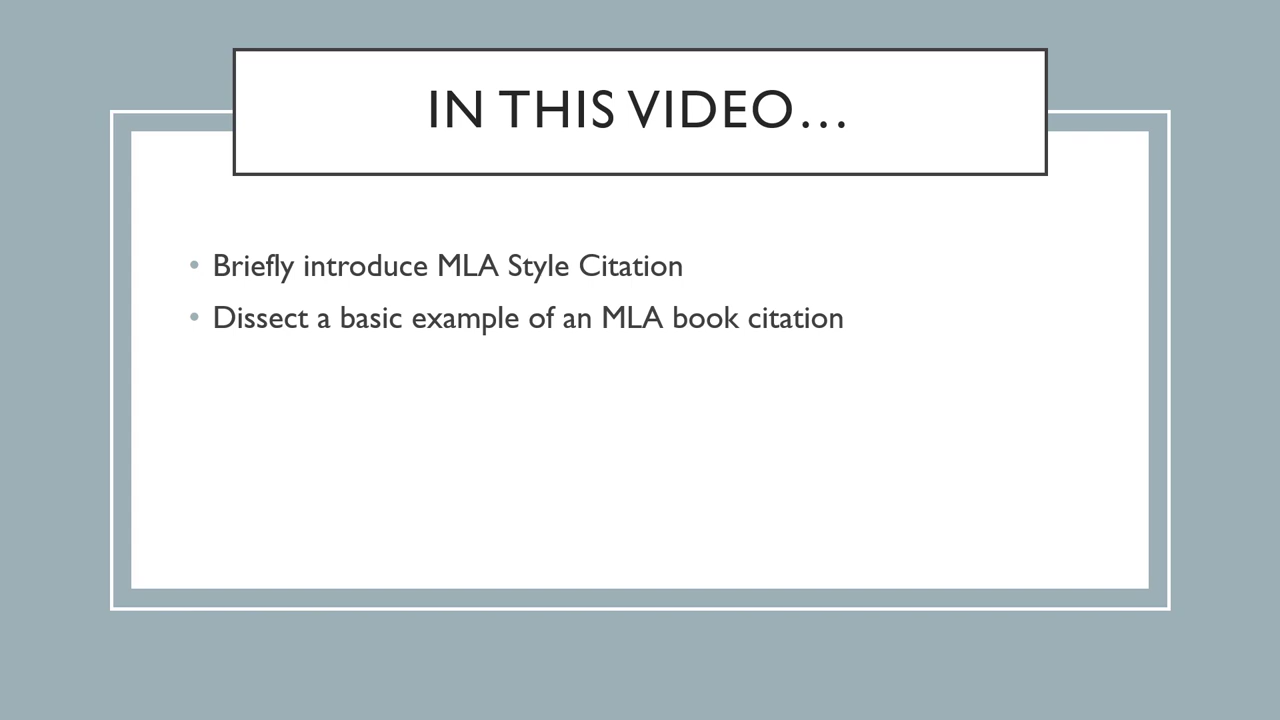 IN THIS VIDEO…
• Briefly introduce MLA Style Citation
• Dissect a basic example of an MLA book citation